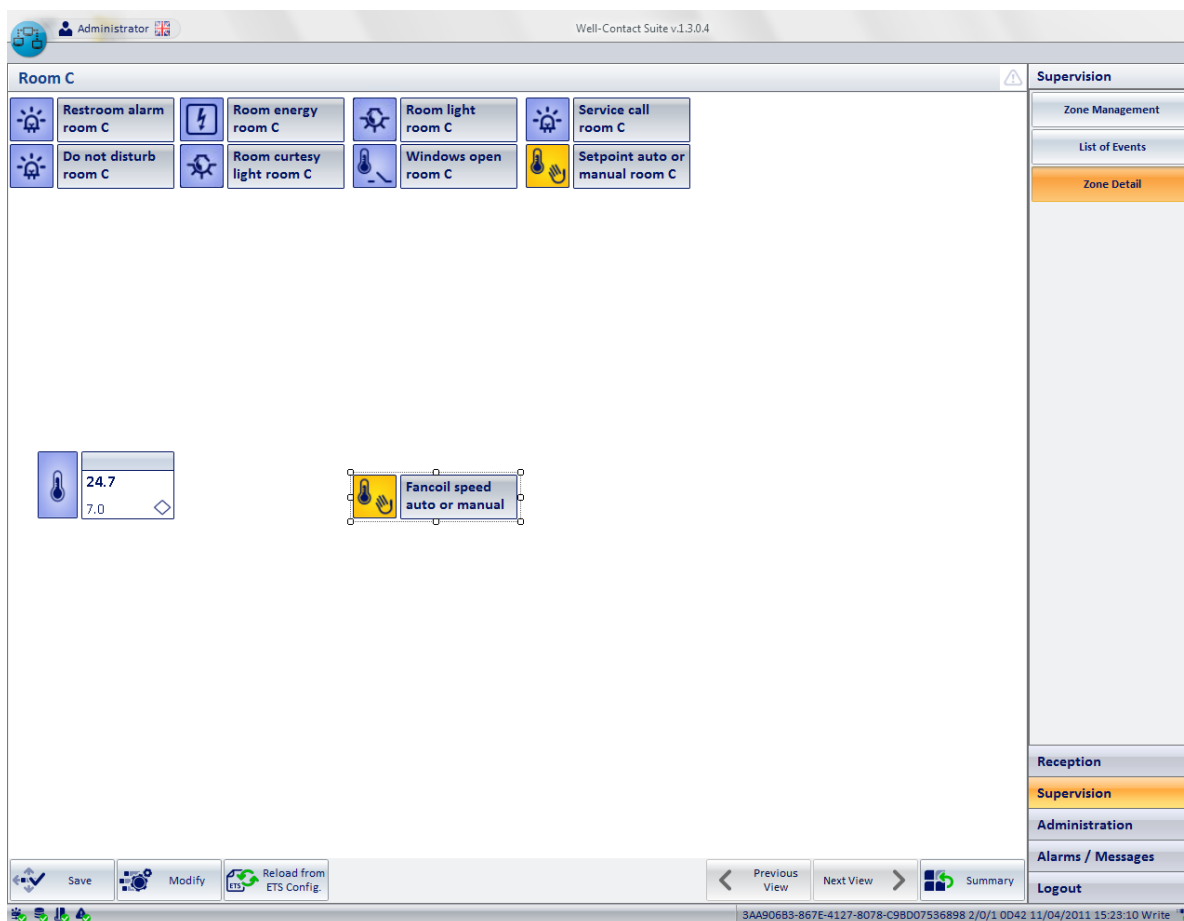 Administrator
Well-Contact Suite v.1.3.0.4
Room C
Supervision
Restroom alarm
room C
Room energy
room C
Room light
room C
Service call
room C
Do not disturb
room C
Room curtesy
light room C
Windows open
room C
Setpoint auto or
manual room C
Zone Management
List of Events
Zone Detail
24.7
7.0
Fancoil speed
auto or manual
Reception
Supervision
Administration
Alarms / Messages
Logout
Save
Modify
ETS
Reload from
ETS Config.
Previous
View
Next View
Summary
3AA906B3-867E-4127-8078-C9BD07536898 2/0/1 0D42 11/04/2011 15:23:10 Write